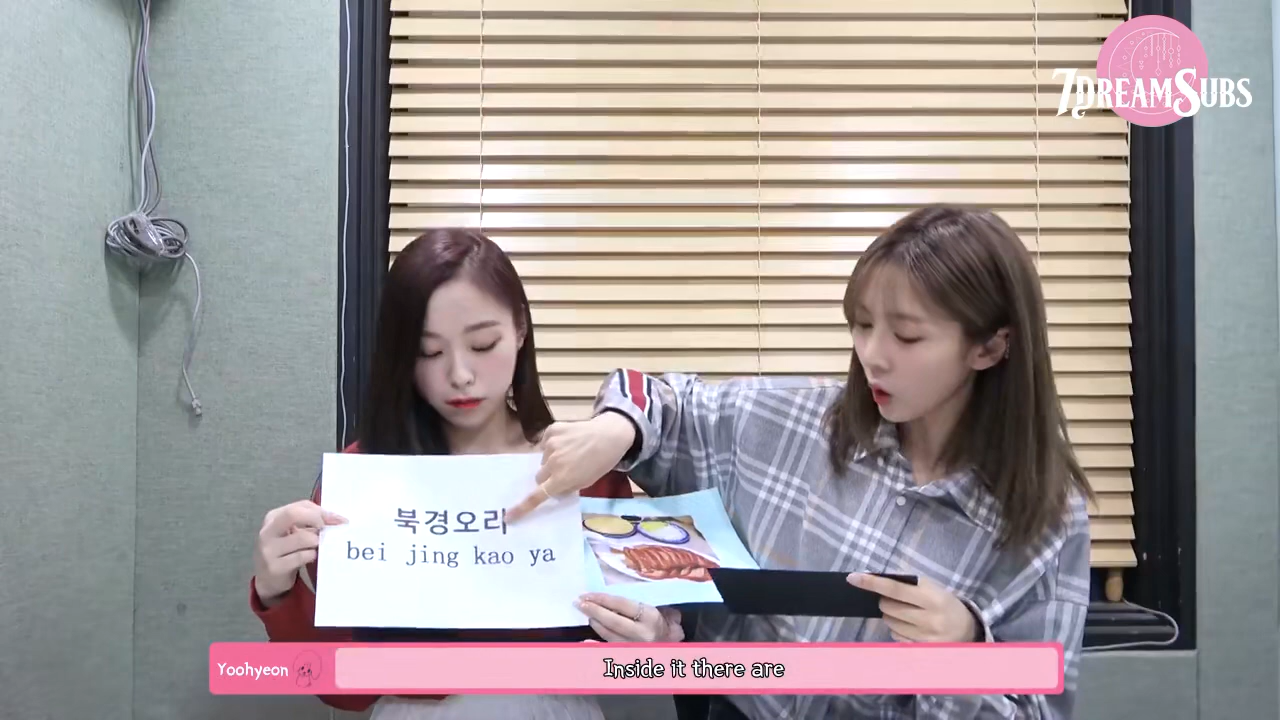 7DREAMSUBS
북경오리
bei jing kao ya
Yoohyeon
Inside it there are